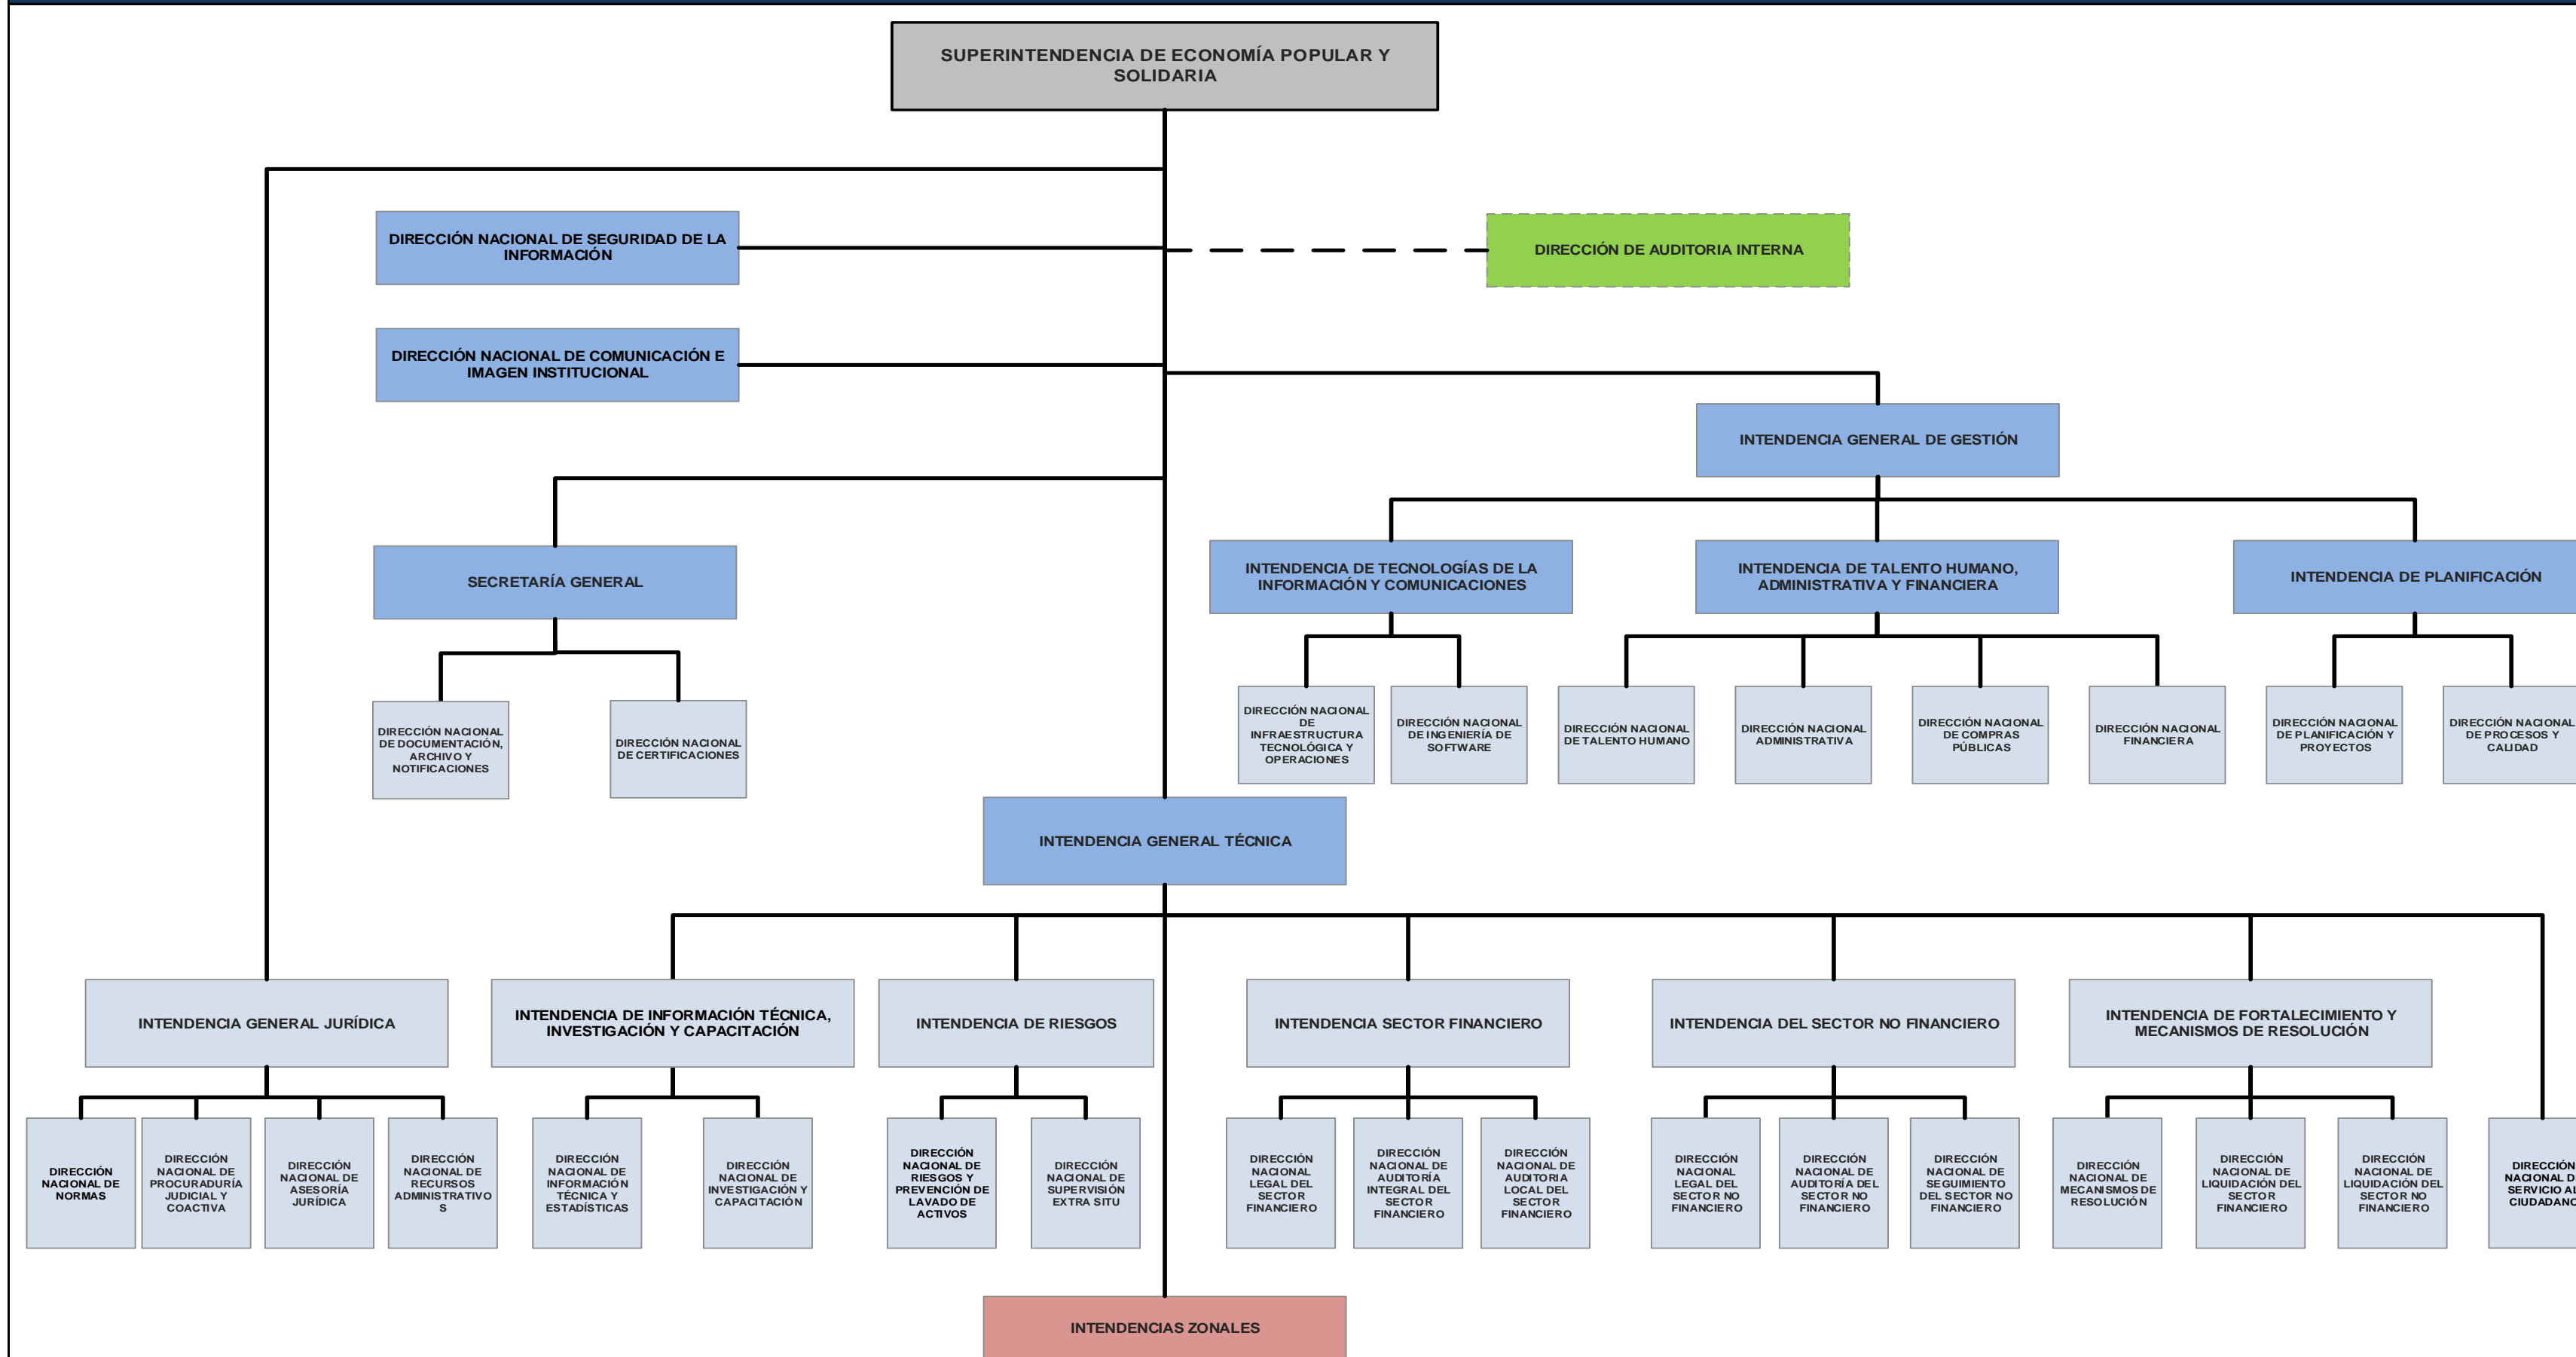 SUPERINTENDENCIA DE ECONOMÍA POPULAR Y
SOLIDARIA
DIRECCIÓN NACIONAL DE SEGURIDAD DE LA
INFORMACIÓN
DIRECCIÓN DE AUDITORIA INTERNA
DIRECCIÓN NACIONAL DE COMUNICACIÓN E
IMAGEN INSTITUCIONAL
INTENDENCIA GENERAL DE GESTIÓN
SECRETARÍA GENERAL
INTENDENCIA DE TECNOLOGÍAS DE LA
INFORMACIÓN Y COMUNICACIONES
INTENDENCIA DE TALENTO HUMANO,
ADMINISTRATIVA Y FINANCIERA
INTENDENCIA DE PLANIFICACIÓN
DIRECCIÓN NACIONAL
DE DOCUMENTACIÓN,
ARCHIVO Y
NOTIFICACIONES
DIRECCIÓN NACIONAL
DE CERTIFICACIONES
DIRECCIÓN NACIONAL
DE
INFRAESTRUCTURA
TECNOLÓGICA Y
OPERACIONES
DIRECCIÓN NACIONAL
DE INGENIERÍA DE
SOFTWARE
DIRECCIÓN NACIONAL
DE TALENTO HUMANO
DIRECCIÓN NACIONAL
ADMINISTRATIVA
DIRECCIÓN NACIONAL
DE COMPRAS
PÚBLICAS
DIRECCIÓN NACIONAL
FINANCIERA
DIRECCIÓN NACIONAL
DE PLANIFICACIÓN Y
PROYECTOS
DIRECCIÓN NACIONAL
DE PROCESOS Y
CALIDAD
INTENDENCIA GENERAL TÉCNICA
INTENDENCIA GENERAL JURÍDICA
INTENDENCIA DE INFORMACIÓN TÉCNICA,
INVESTIGACIÓN Y CAPACITACIÓN
INTENDENCIA DE RIESGOS
INTENDENCIA SECTOR FINANCIERO
INTENDENCIA DEL SECTOR NO FINANCIERO
INTENDENCIA DE FORTALECIMIENTO Y
MECANISMOS DE RESOLUCIÓN
DIRECCIÓN
NACIONAL DE
NORMAS
DIRECCIÓN
NACIONAL DE
PROCURADURÍA
JUDICIAL Y
COACTIVA
DIRECCIÓN
NACIONAL DE
ASESORÍA
JURÍDICA
DIRECCIÓN
NACIONAL DE
RECURSOS
ADMINISTRATIVO
S
DIRECCIÓN
NACIONAL DE
INFORMACIÓN
TÉCNICA Y
ESTADÍSTICAS
DIRECCIÓN
NACIONAL DE
INVESTIGACIÓN Y
CAPACITACIÓN
DIRECCIÓN
NACIONAL DE
RIESGOS Y
PREVENCIÓN DE
LAVADO DE
ACTIVOS
DIRECCIÓN
NACIONAL DE
SUPERVISIÓN
EXTRA SITU
DIRECCIÓN
NACIONAL
LEGAL DEL
SECTOR
FINANCIERO
DIRECCIÓN
NACIONAL DE
AUDITORÍA
INTEGRAL DEL
SECTOR
FINANCIERO
DIRECCIÓN
NACIONAL DE
AUDITORIA
LOCAL DEL
SECTOR
FINANCIERO
DIRECCIÓN
NACIONAL
LEGAL DEL
SECTOR NO
FINANCIERO
DIRECCIÓN
NACIONAL DE
AUDITORÍA DEL
SECTOR NO
FINANCIERO
DIRECCIÓN
NACIONAL DE
SEGUIMIENTO
DEL SECTOR NO
FINANCIERO
DIRECCIÓN
NACIONAL DE
MECANISMOS DE
RESOLUCIÓN
DIRECCIÓN
NACIONAL DE
LIQUIDACIÓN DEL
SECTOR
FINANCIERO
DIRECCIÓN
NACIONAL DE
LIQUIDACIÓN DEL
SECTOR NO
FINANCIERO
DIRECCIÓN
NACIONAL
SERVICIO
INTENDENCIAS ZONALES